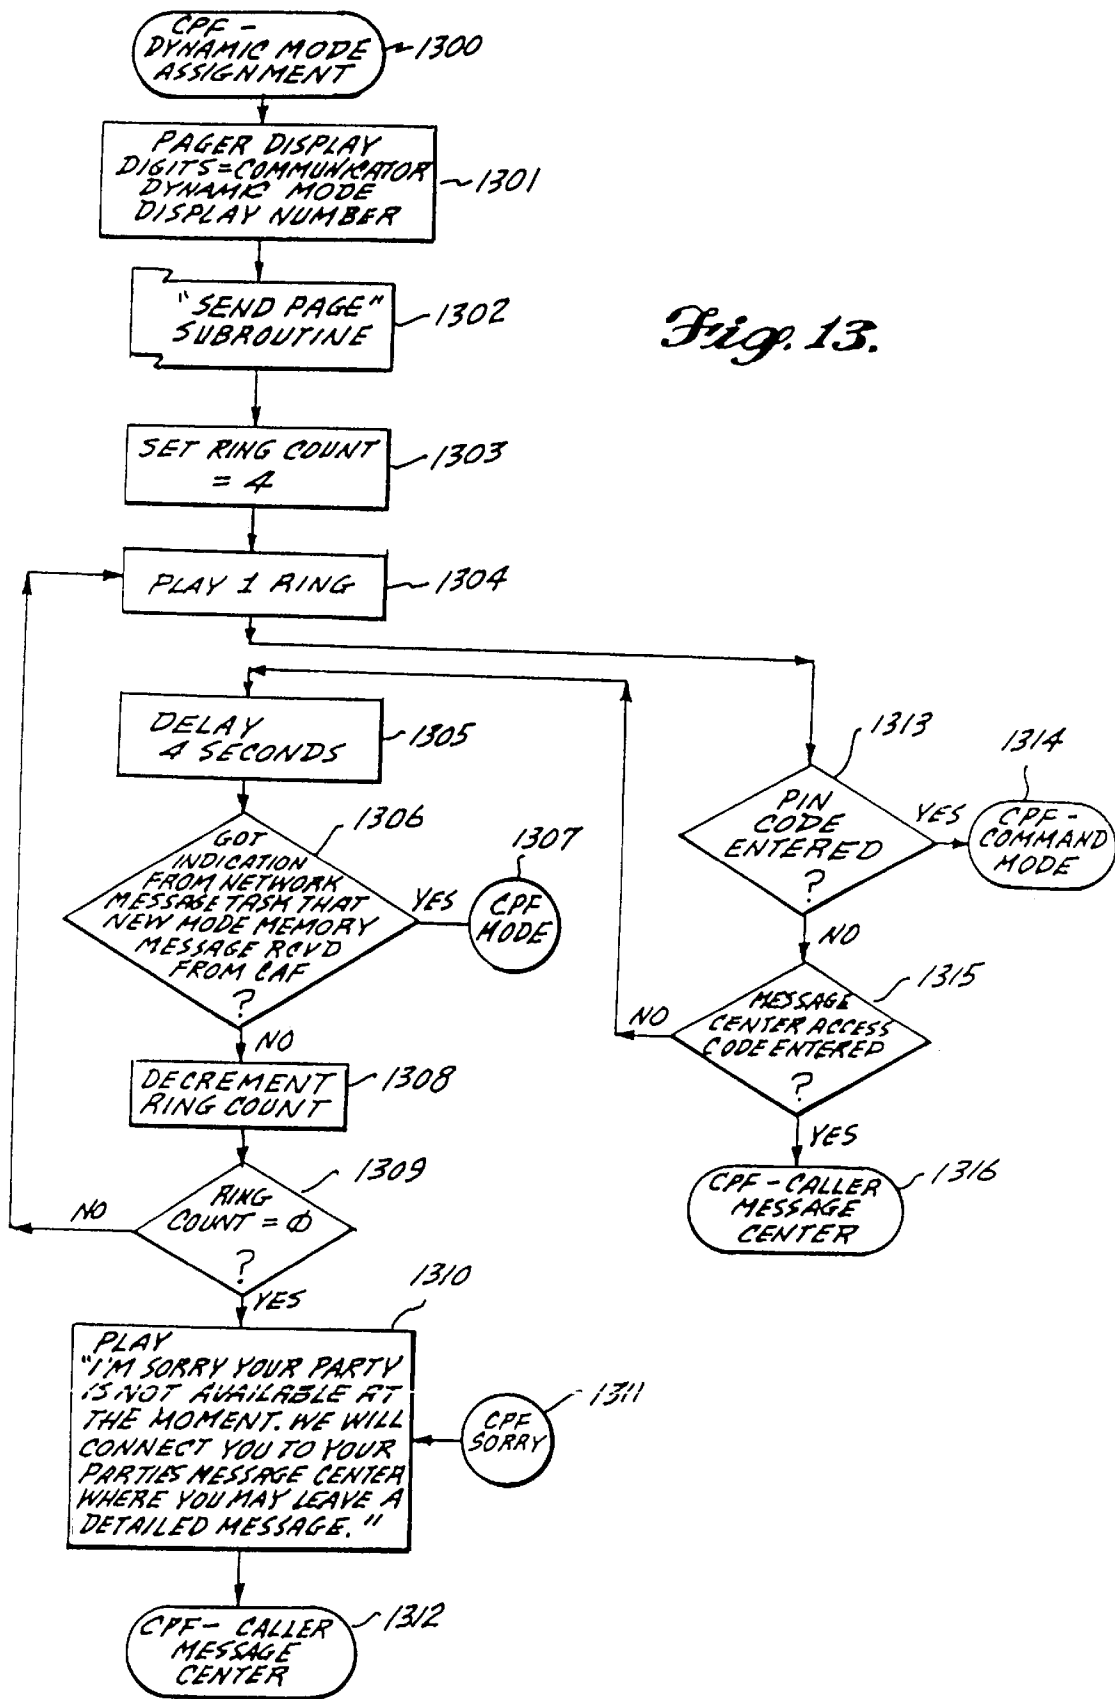 CPF -
DYNAMIC MODE
ASSIGNMENT
1300
PAGER DISPLAY
DIGITS = COMMUNICATOR
DYNAMIC MODE
DISPLAY NUMBER
1301
"SEND PAGE"
SUBROUTINE
1302
Fig. 13.
SET RING COUNT
= 4
1303
PLAY 1 RING
1304
DELAY
4 SECONDS
1305
GOT
INDICATION
FROM NETWORK
MESSAGE TASK THAT
NEW MODE MEMORY
MESSAGE RCVD
FROM CAF
?
1306
YES
CPF
MODE
1307
NO
DECREMENT
RING COUNT
1308
RING
COUNT = Ø
?
1309
NO
YES
PLAY
"I'M SORRY YOUR PARTY
IS NOT AVAILABLE AT
THE MOMENT. WE WILL
CONNECT YOU TO YOUR
PARTIES MESSAGE CENTER
WHERE YOU MAY LEAVE A
DETAILED MESSAGE."
1310
CPF
SORRY
1311
CPF - CALLER
MESSAGE
CENTER
1312
PIN
CODE
ENTERED
?
1313
YES
CPF -
COMMAND
MODE
1314
NO
MESSAGE
CENTER ACCESS
CODE ENTERED
?
1315
NO
YES
CPF - CALLER
MESSAGE
CENTER
1316